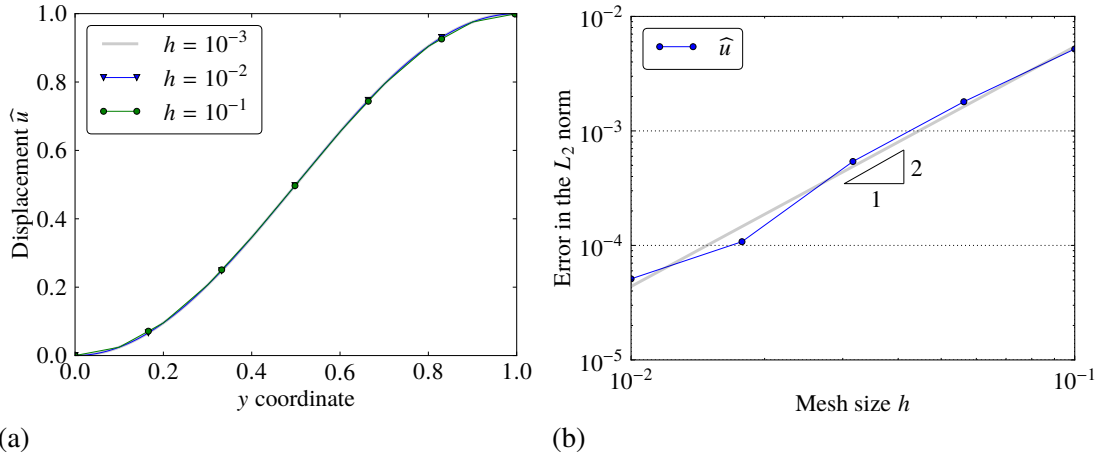 1.0
0.8
0.6
0.4
0.2
0.0
Displacement û
h = 10⁻³
h = 10⁻²
h = 10⁻¹
0.0 0.2 0.4 0.6 0.8 1.0
y coordinate
(a)
10⁻²
10⁻³
10⁻⁴
10⁻⁵
Error in the L₂ norm
û
2
1
10⁻² 10⁻¹
Mesh size h
(b)